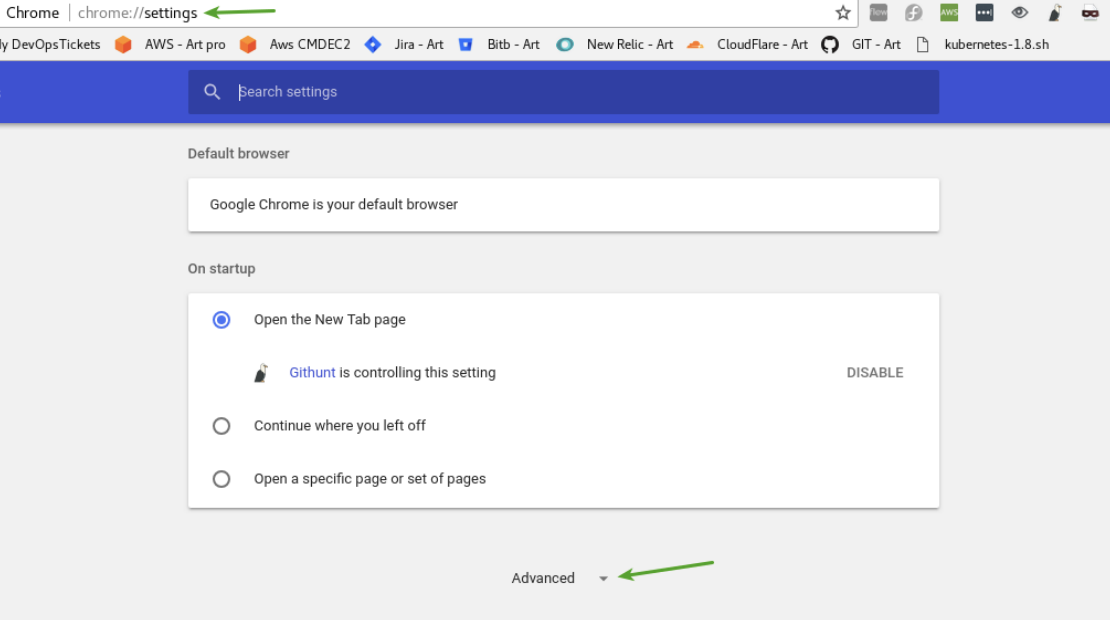 Chrome chrome://settings
flow f AWS
y DevOpsTickets AWS - Art pro Aws CMDEC2 Jira - Art Bitb - Art New Relic - Art CloudFlare - Art GIT - Art kubernetes-1.8.sh
Search settings
Default browser
Google Chrome is your default browser
On startup
Open the New Tab page
Githunt is controlling this setting DISABLE
Continue where you left off
Open a specific page or set of pages
Advanced